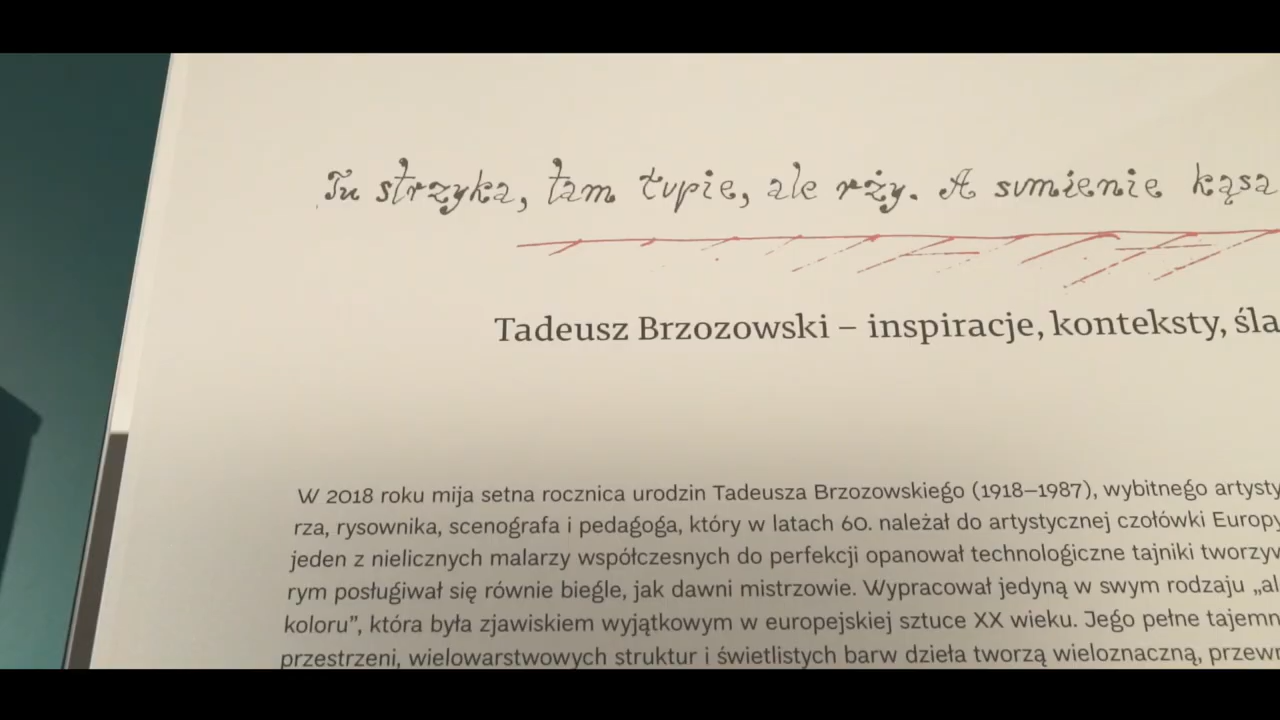 Tu strzyka, tam łupie, ale rży. A sumienie kąsa
Tadeusz Brzozowski – inspiracje, konteksty, śla
W 2018 roku mija setna rocznica urodzin Tadeusza Brzozowskiego (1918–1987), wybitnego artysty
rza, rysownika, scenografa i pedagoga, który w latach 60. należał do artystycznej czołówki Europy
jeden z nielicznych malarzy współczesnych do perfekcji opanował technologiczne tajniki tworzyw
rym posługiwał się równie biegle, jak dawni mistrzowie. Wypracował jedyną w swym rodzaju „al
koloru”, która była zjawiskiem wyjątkowym w europejskiej sztuce XX wieku. Jego pełne tajemn
przestrzeni, wielowarstwowych struktur i świetlistych barw dzieła tworzą wieloznaczną, przewr